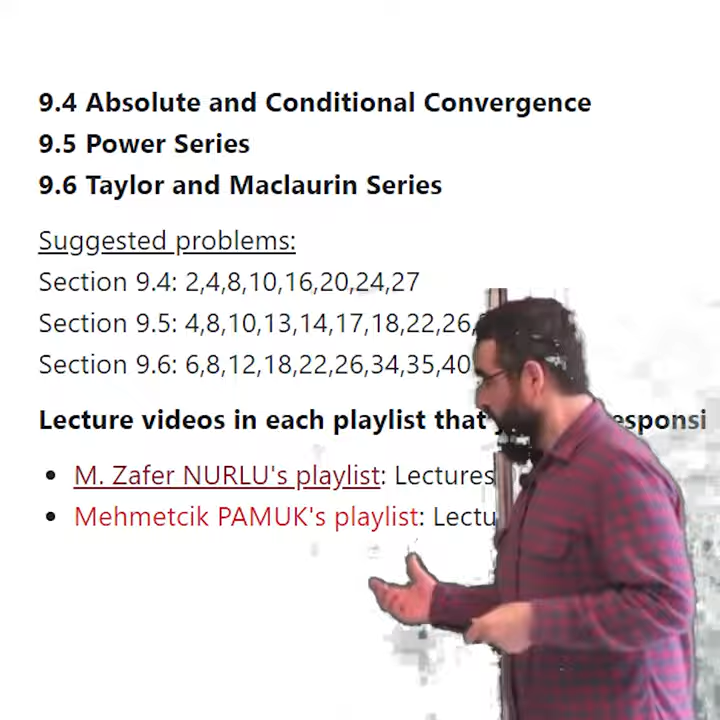 9.4 Absolute and Conditional Convergence
9.5 Power Series
9.6 Taylor and Maclaurin Series
Suggested problems:
Section 9.4: 2,4,8,10,16,20,24,27
Section 9.5: 4,8,10,13,14,17,18,22,26,
Section 9.6: 6,8,12,18,22,26,34,35,40
Lecture videos in each playlist that
M. Zafer NURLU's playlist: Lectures
Mehmetcik PAMUK's playlist: